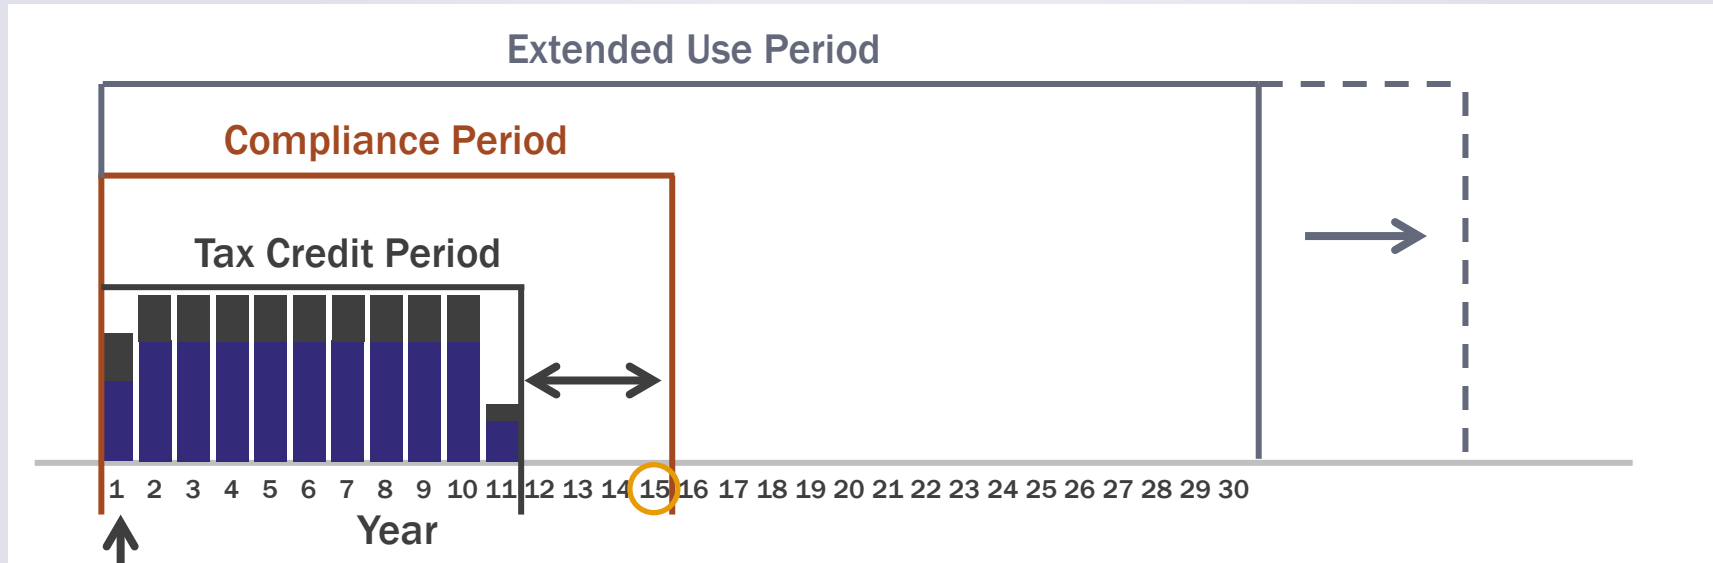 Extended Use Period
Compliance Period
Tax Credit Period
1 2 3 4 5 6 7 8 9 10 11 12 13 14 15 16 17 18 19 20 21 22 23 24 25 26 27 28 29 30
Year